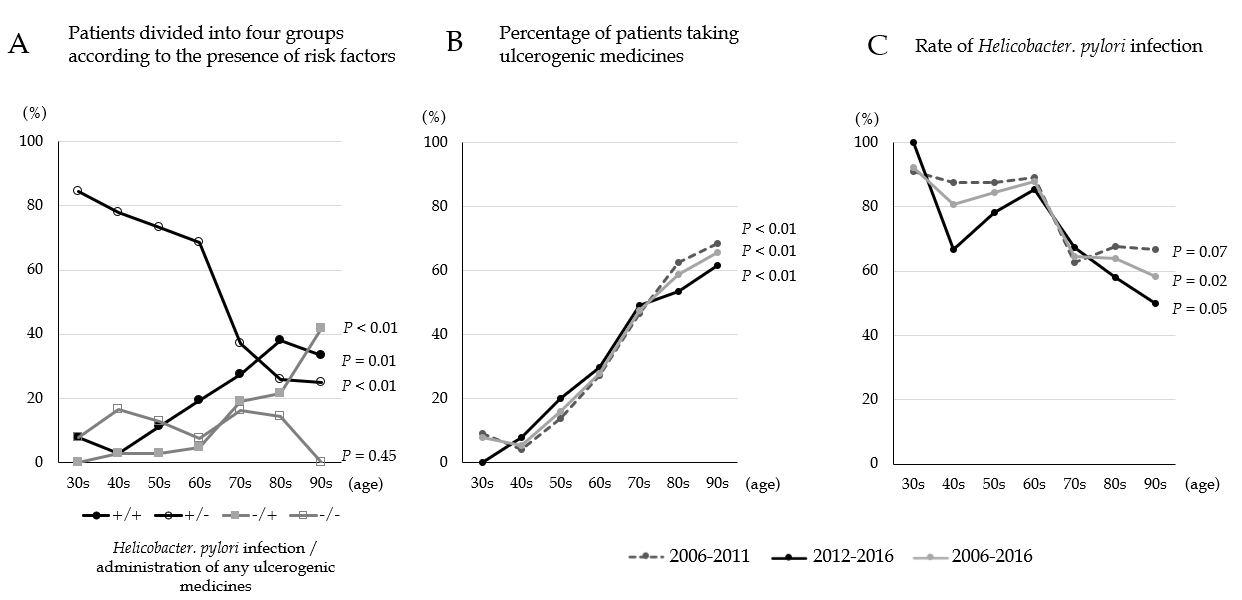 A
Patients divided into four groups
according to the presence of risk factors
(%)
100
80
60
40
20
0
30s 40s 50s 60s 70s 80s 90s (age)
P < 0.01
P = 0.01
P < 0.01
P = 0.45
+/+ +/- -/+ -/-
Helicobacter. pylori infection /
administration of any ulcerogenic
medicines
B
Percentage of patients taking
ulcerogenic medicines
(%)
100
80
60
40
20
0
30s 40s 50s 60s 70s 80s 90s (age)
P < 0.01
P < 0.01
P < 0.01
C
Rate of Helicobacter. pylori infection
(%)
100
80
60
40
20
0
30s 40s 50s 60s 70s 80s 90s (age)
P = 0.07
P = 0.02
P = 0.05
2006-2011 2012-2016 2006-2016